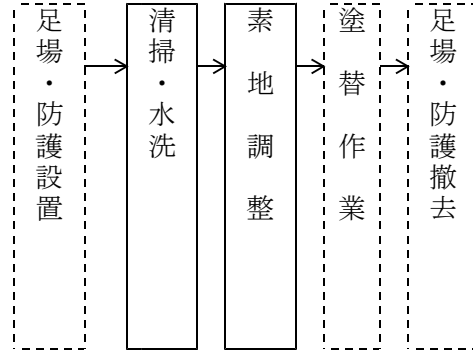 足場・防護設置
清掃・水洗
素地調整
塗替作業
足場・防護撤去